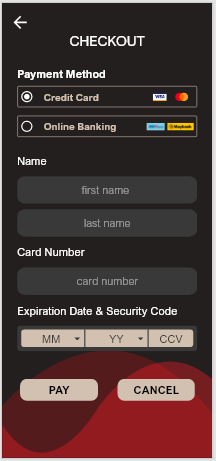 CHECKOUT
Payment Method
Credit Card VISA
Online Banking Maybank
Name
first name
last name
Card Number
card number
Expiration Date & Security Code
MM YY CCV
PAY CANCEL